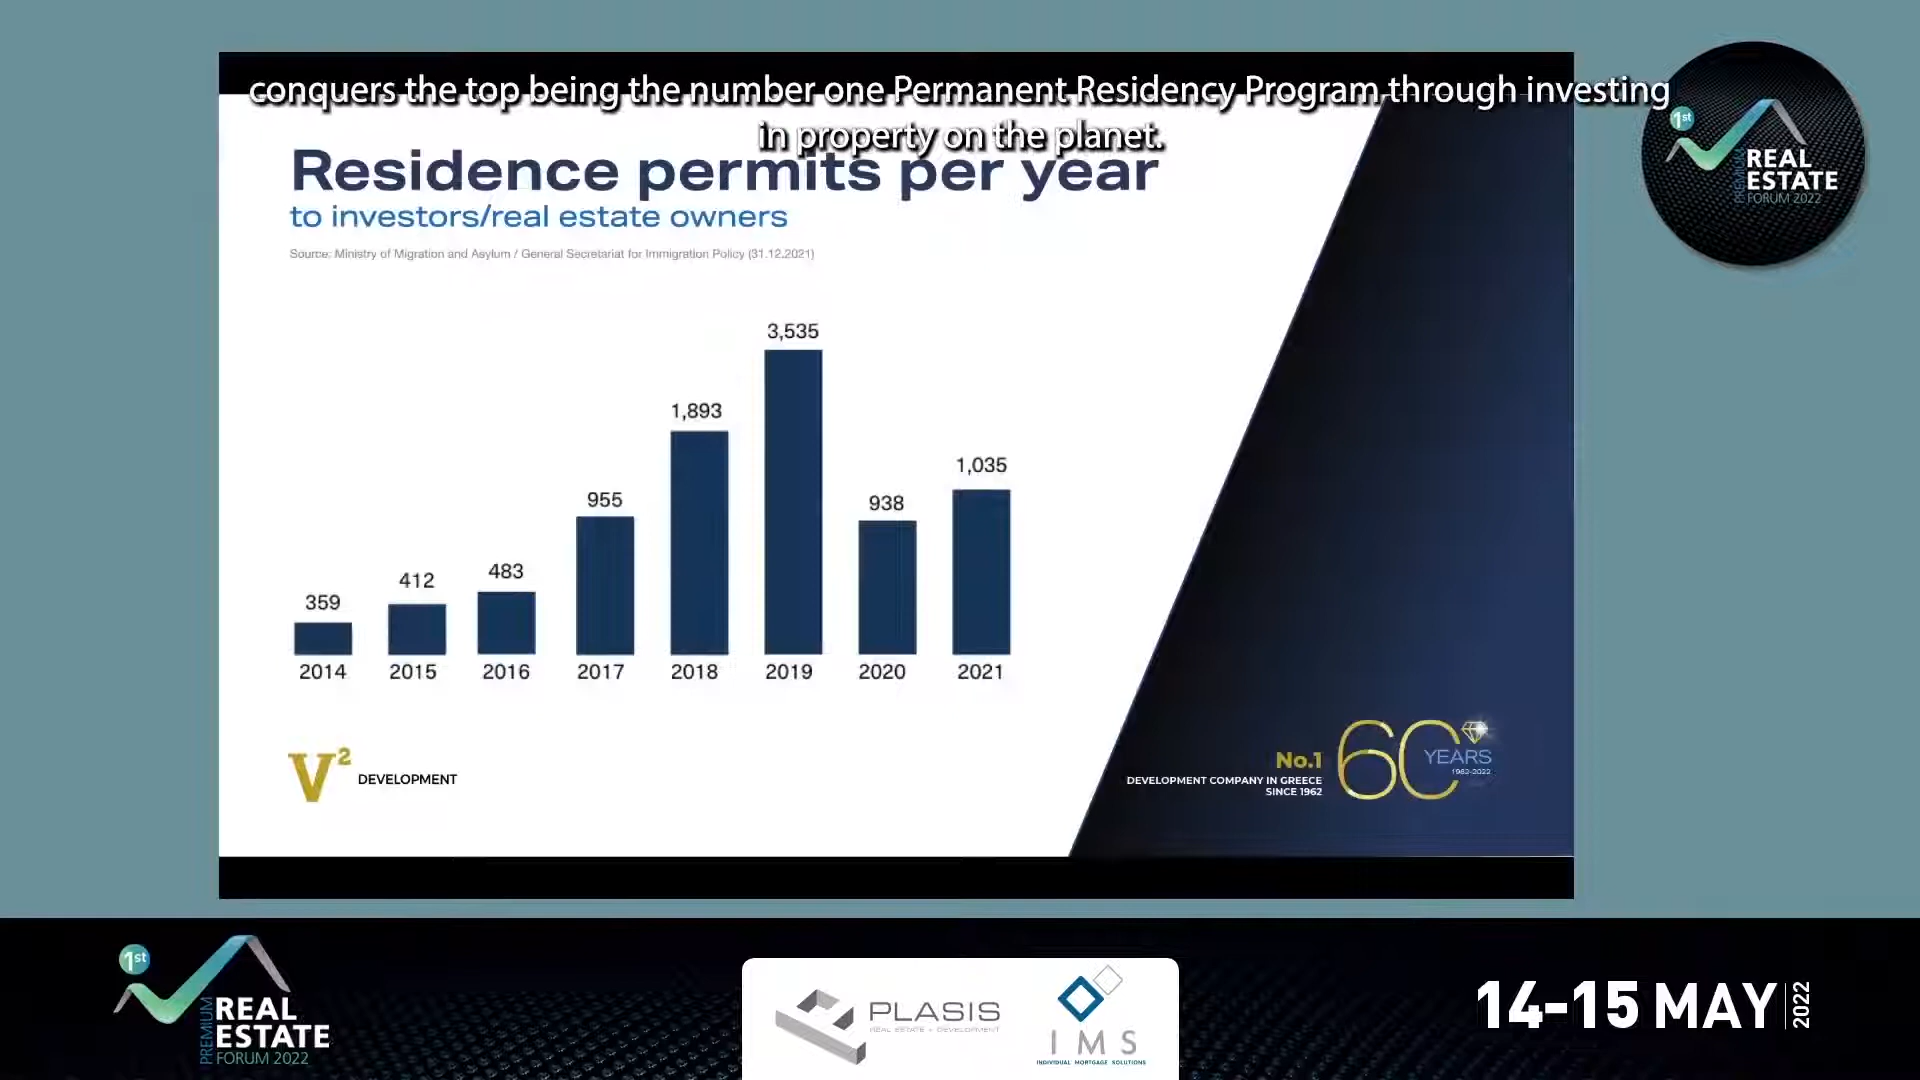 conquers the top being the number one Permanent Residency Program through investing
in property on the planet.
Residence permits per year
to investors/real estate owners
Source: Ministry of Migration and Asylum / General Secretariat for Immigration Policy (31.12.2021)
359
412
483
955
1,893
3,535
938
1,035
2014
2015
2016
2017
2018
2019
2020
2021
V2 DEVELOPMENT
No.1
DEVELOPMENT COMPANY IN GREECE
SINCE 1962
60 YEARS
1962-2022
1st
PREMIUM
REAL
ESTATE
FORUM 2022
1st
PREMIUM
REAL
ESTATE
FORUM 2022
PLASIS
REAL ESTATE + DEVELOPMENT
IMS
INDIVIDUAL MORTGAGE SOLUTIONS
14-15 MAY 2022